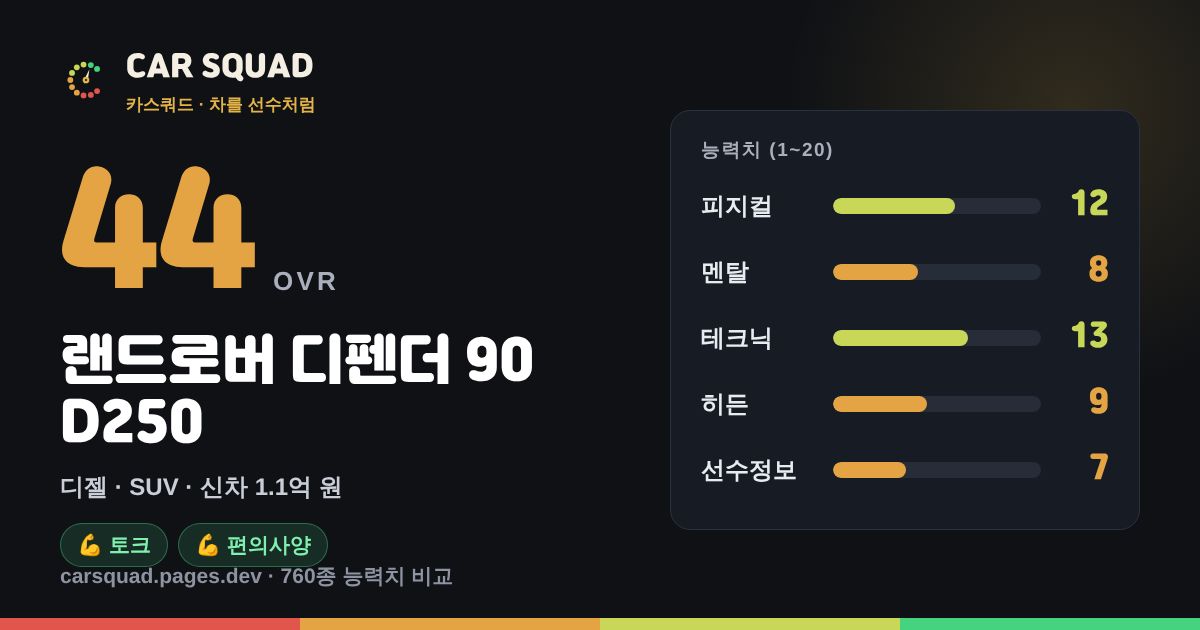 CAR SQUAD
카스쿼드 · 차를 선수처럼
44 OVR
랜드로버 디펜더 90
D250
디젤 · SUV · 신차 1.1억 원
💪 토크 💪 편의사양
carsquad.pages.dev · 760종 능력치 비교
능력치 (1~20)
피지컬 12
멘탈 8
테크닉 13
히든 9
선수정보 7